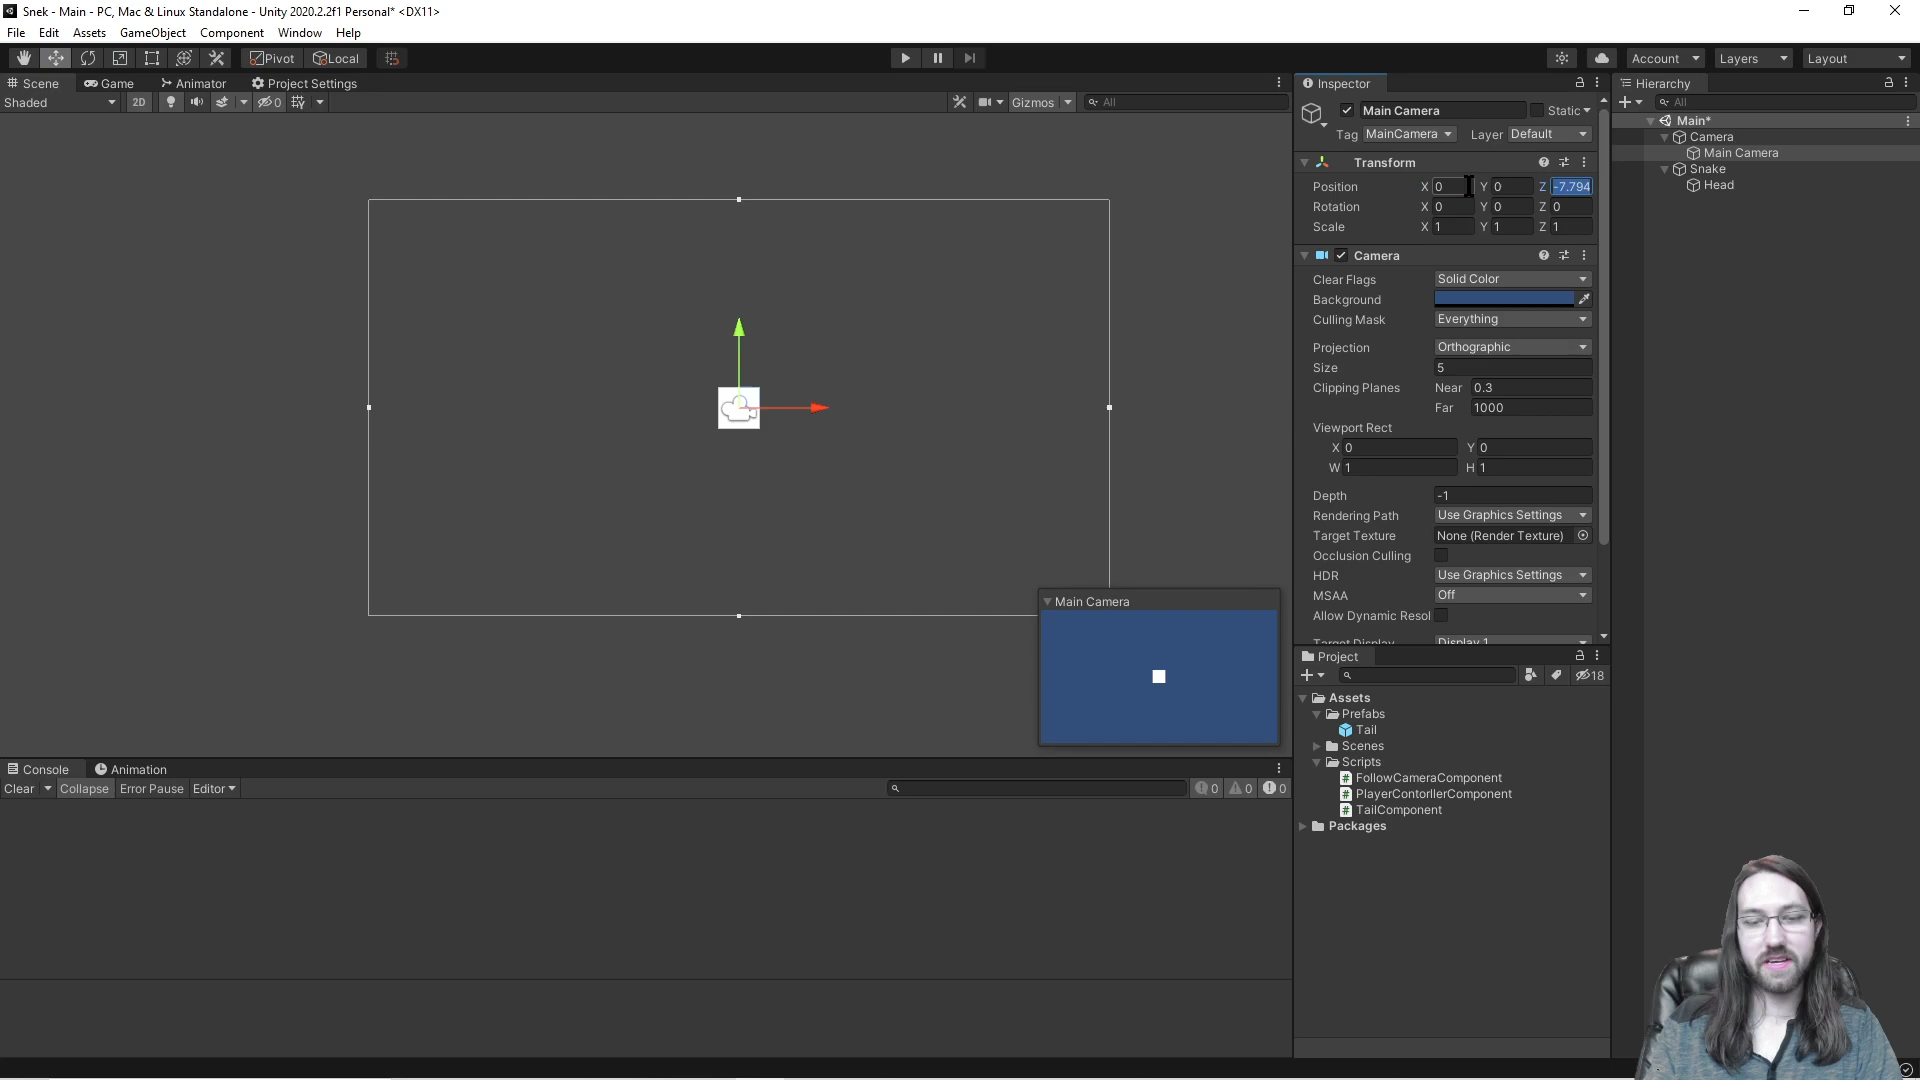 Snek - Main - PC, Mac & Linux Standalone - Unity 2020.2.2f1 Personal* <DX11>
File Edit Assets GameObject Component Window Help
Pivot Local Account Layers Layout
Scene Game Animator Project Settings
Shaded 2D 0 Gizmos All
Inspector
Main Camera Static
Tag MainCamera Layer Default
Transform
Position X 0 Y 0 Z -7.794
Rotation X 0 Y 0 Z 0
Scale X 1 Y 1 Z 1
Camera
Clear Flags Solid Color
Background
Culling Mask Everything
Projection Orthographic
Size 5
Clipping Planes Near 0.3
Far 1000
Viewport Rect
X 0 Y 0
W 1 H 1
Depth -1
Rendering Path Use Graphics Settings
Target Texture None (Render Texture)
Occlusion Culling
HDR Use Graphics Settings
MSAA Off
Allow Dynamic Resol
Target Display Display 1
Hierarchy
All
Main*
Camera
Main Camera
Snake
Head
Main Camera
Project
18
Assets
Prefabs
Tail
Scenes
Scripts
FollowCameraComponent
PlayerContorllerComponent
TailComponent
Packages
Console Animation
Clear Collapse Error Pause Editor 0 0 0